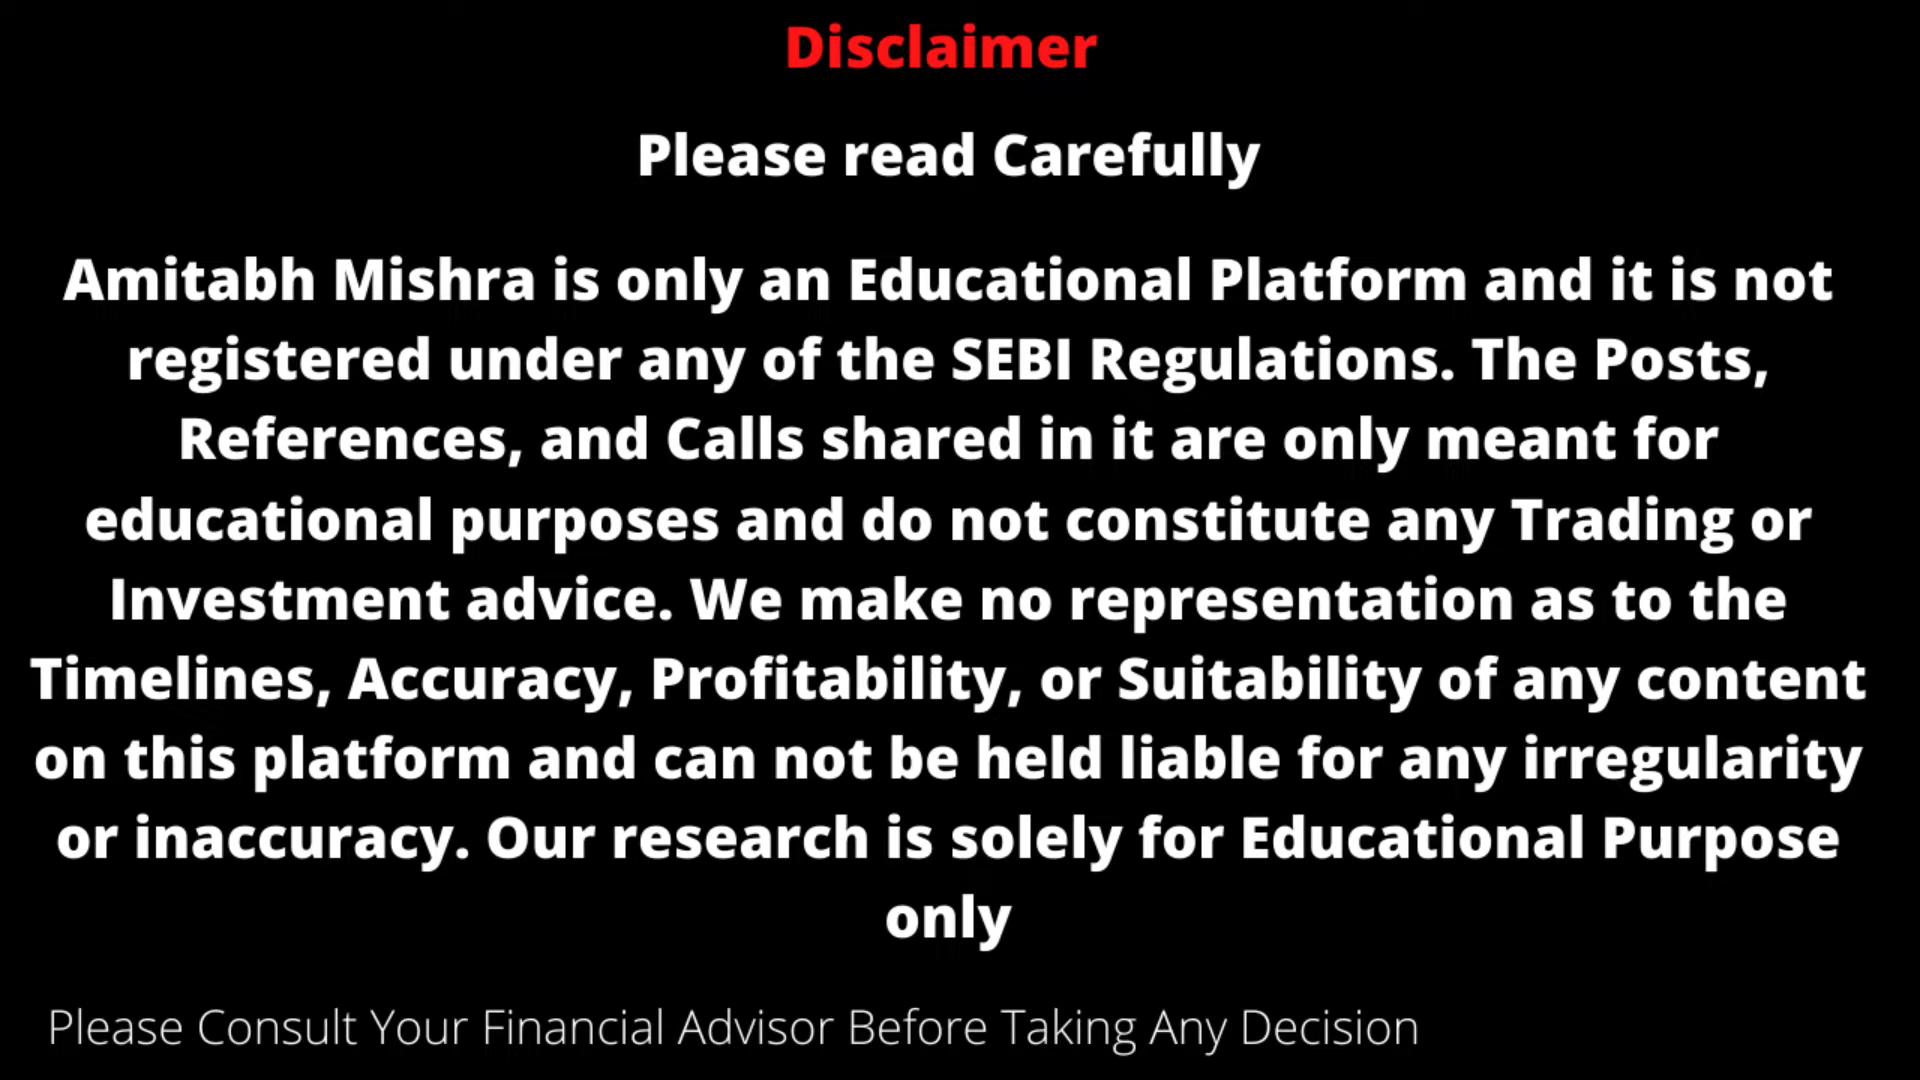 Disclaimer
Please read Carefully
Amitabh Mishra is only an Educational Platform and it is not
registered under any of the SEBI Regulations. The Posts,
References, and Calls shared in it are only meant for
educational purposes and do not constitute any Trading or
Investment advice. We make no representation as to the
Timelines, Accuracy, Profitability, or Suitability of any content
on this platform and can not be held liable for any irregularity
or inaccuracy. Our research is solely for Educational Purpose
only
Please Consult Your Financial Advisor Before Taking Any Decision